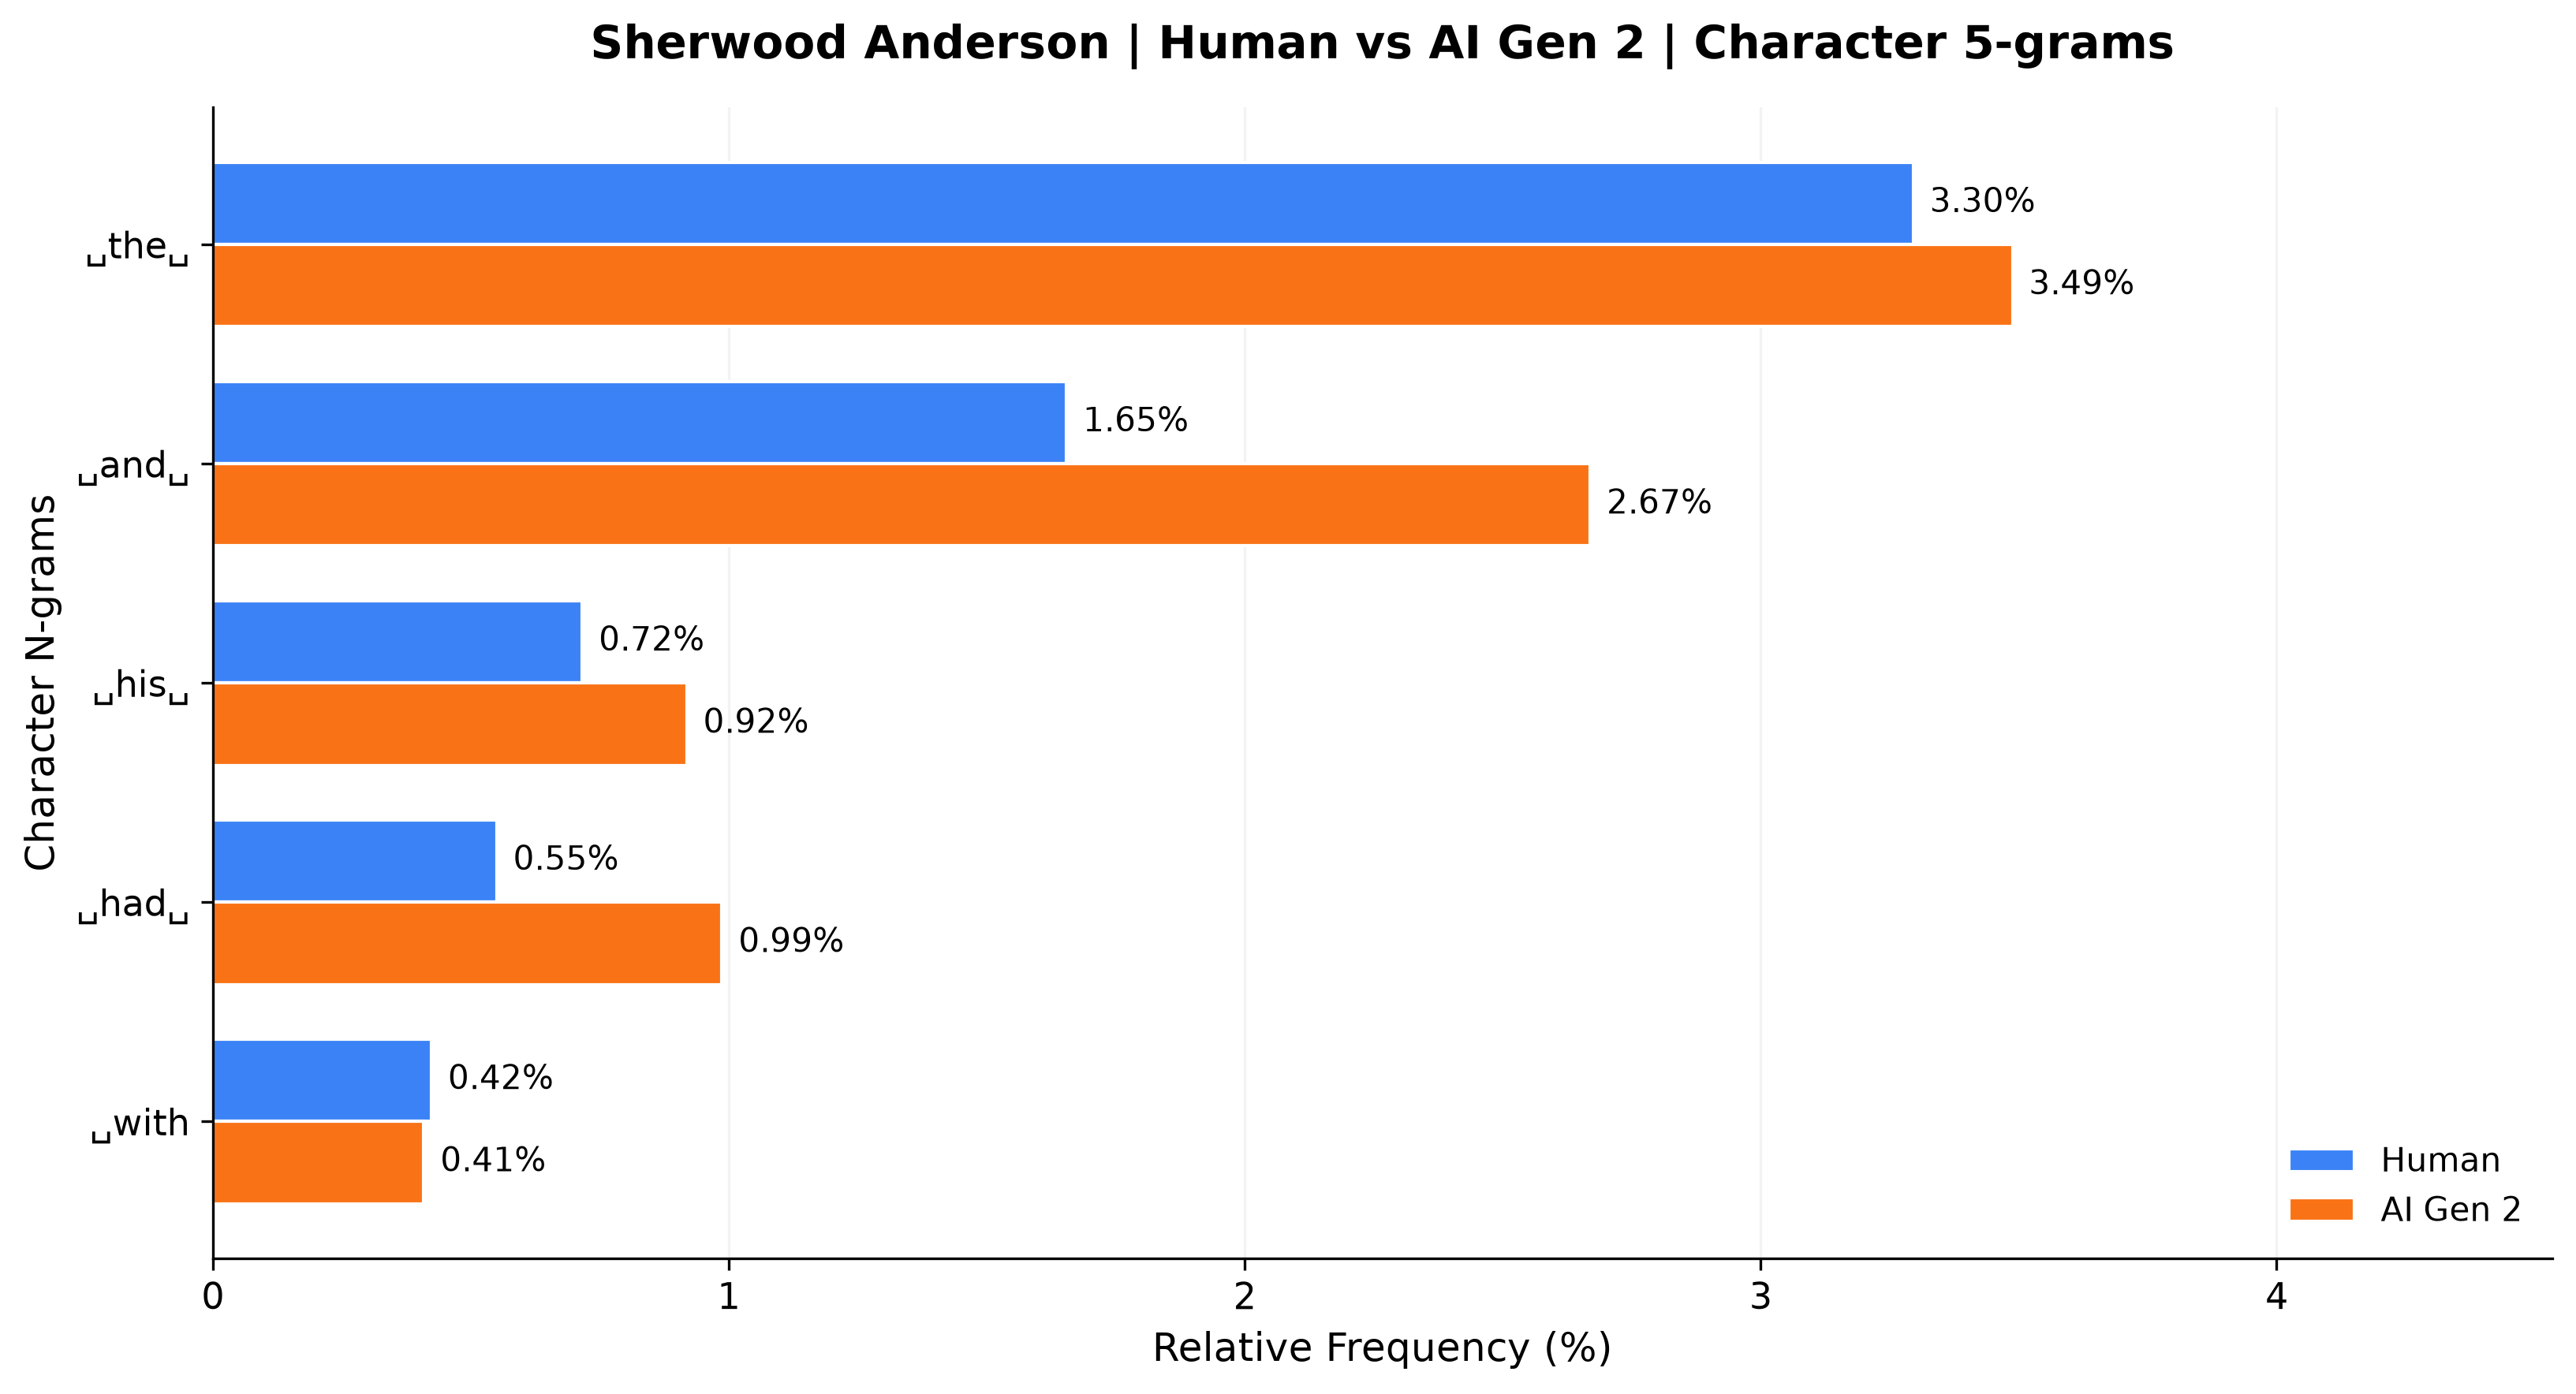 Sherwood Anderson | Human vs AI Gen 2 | Character 5-grams
Character N-grams
␣the␣
3.30%
3.49%
␣and␣
1.65%
2.67%
␣his␣
0.72%
0.92%
␣had␣
0.55%
0.99%
␣with
0.42%
0.41%
Human
AI Gen 2
0 1 2 3 4
Relative Frequency (%)